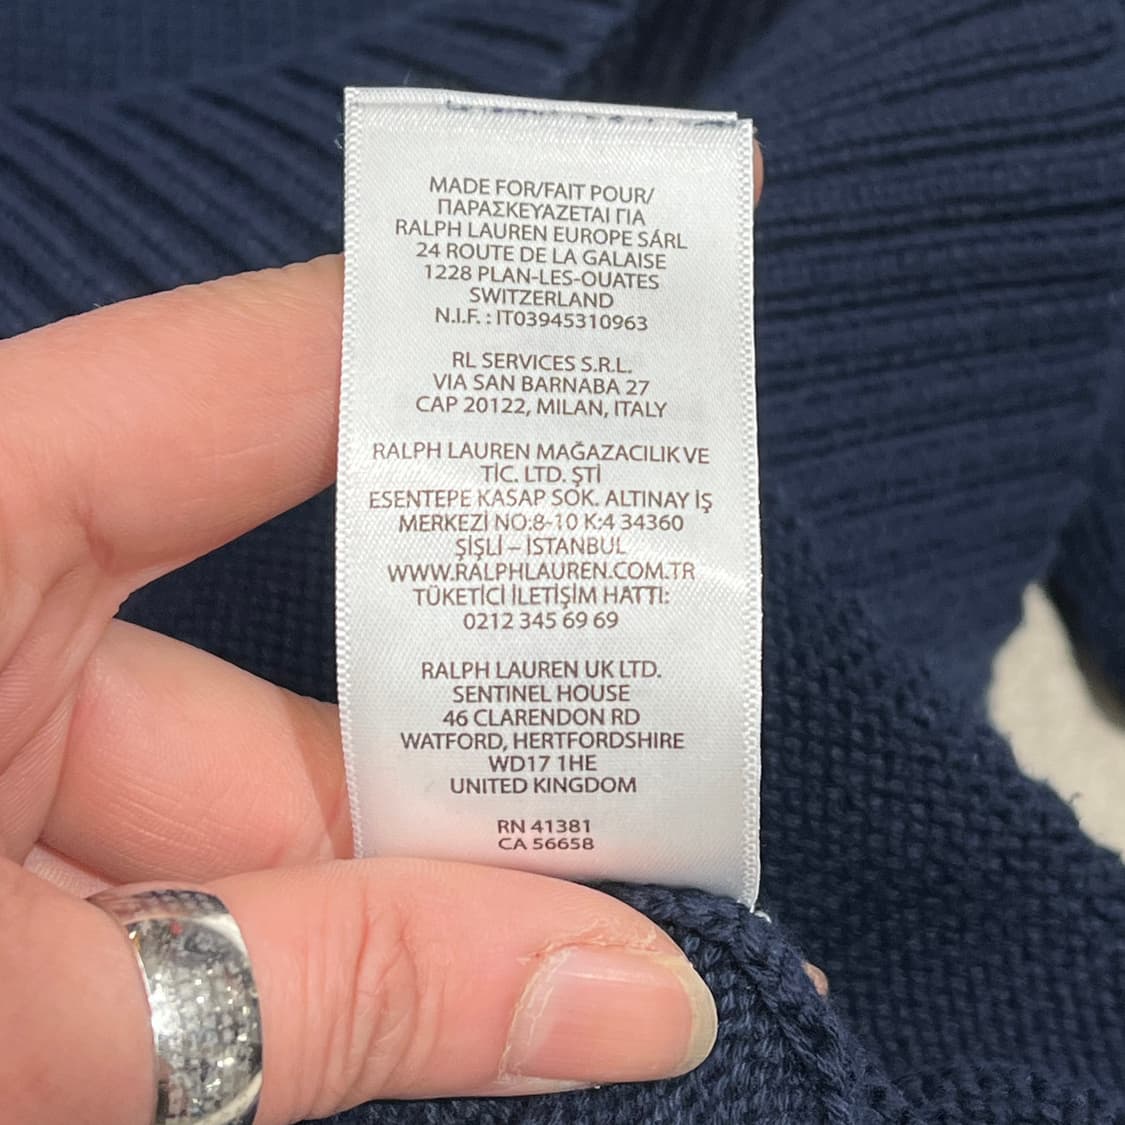 MADE FOR/FAIT POUR/
ΠΑΡΑΣΚΕΥΑΖΕΤΑΙ ΓΙΑ
RALPH LAUREN EUROPE SÁRL
24 ROUTE DE LA GALAISE
1228 PLAN-LES-OUATES
SWITZERLAND
N.I.F. : IT03945310963
RL SERVICES S.R.L.
VIA SAN BARNABA 27
CAP 20122, MILAN, ITALY
RALPH LAUREN MAĞAZACILIK VE
TİC. LTD. ŞTİ
ESENTEPE KASAP SOK. ALTINAY İŞ
MERKEZİ NO:8-10 K:4 34360
ŞİŞLİ – İSTANBUL
WWW.RALPHLAUREN.COM.TR
TÜKETİCİ İLETİŞİM HATTI:
0212 345 69 69
RALPH LAUREN UK LTD.
SENTINEL HOUSE
46 CLARENDON RD
WATFORD, HERTFORDSHIRE
WD17 1HE
UNITED KINGDOM
RN 41381
CA 56658